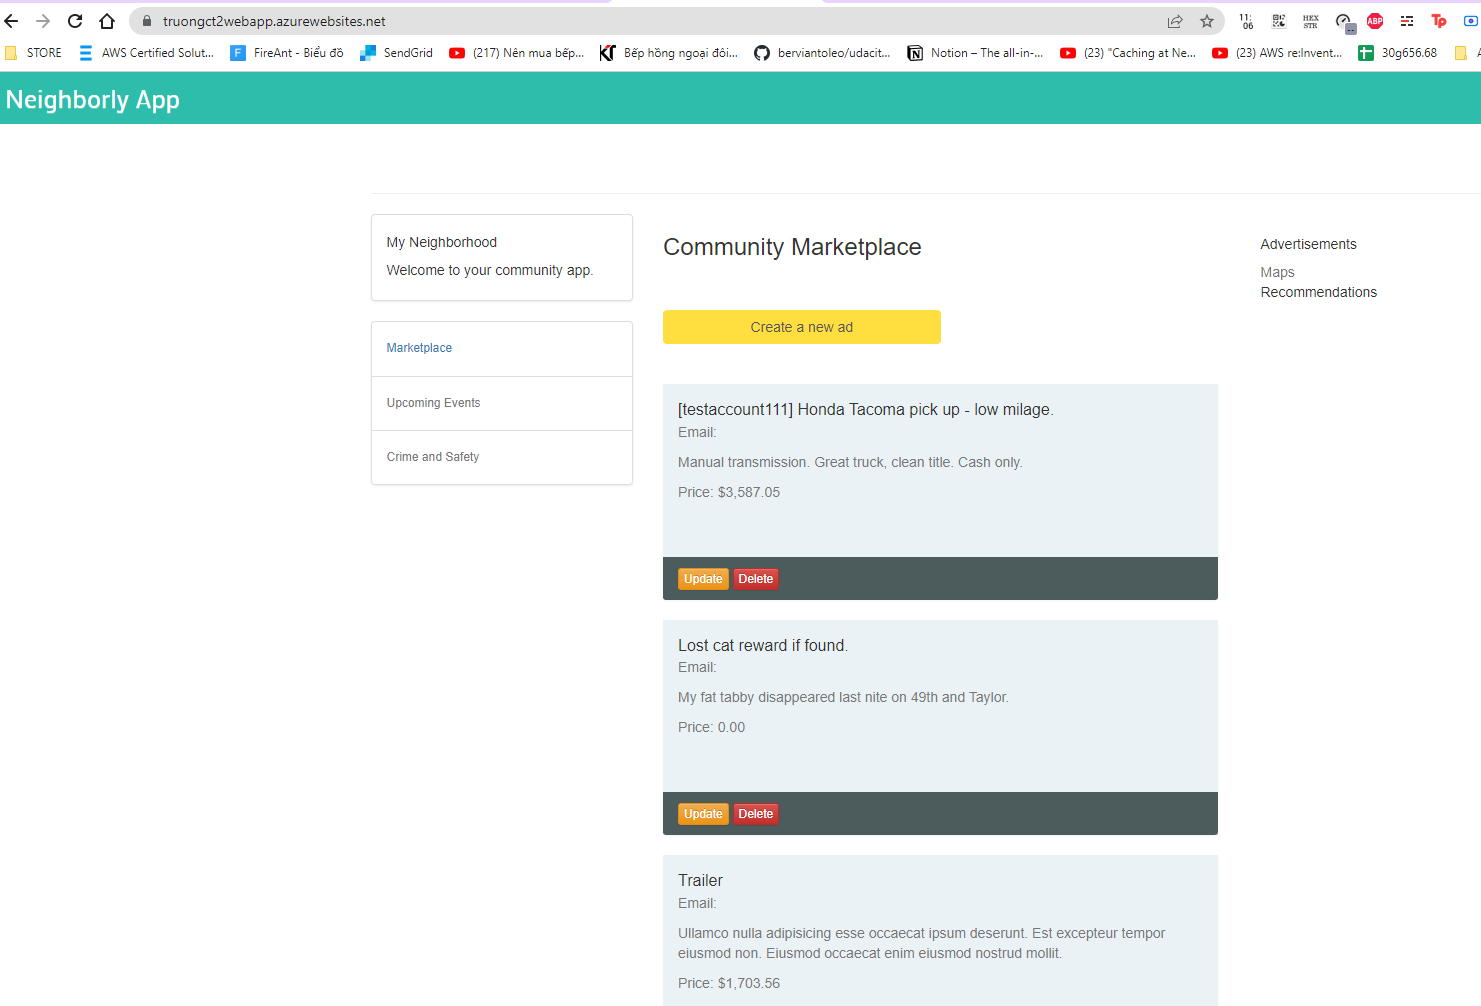 truongct2webapp.azurewebsites.net
11:
06
HEX
STR
ABP
Tp
STORE
AWS Certified Solut...
F
FireAnt - Biểu đồ
SendGrid
(217) Nên mua bếp...
Bếp hồng ngoại đôi...
berviantoleo/udacit...
Notion – The all-in-...
(23) "Caching at Ne...
(23) AWS re:Invent...
30g656.68
Neighborly App
My Neighborhood
Welcome to your community app.
Marketplace
Upcoming Events
Crime and Safety
Community Marketplace
Create a new ad
[testaccount111] Honda Tacoma pick up - low milage.
Email:
Manual transmission. Great truck, clean title. Cash only.
Price: $3,587.05
Update Delete
Lost cat reward if found.
Email:
My fat tabby disappeared last nite on 49th and Taylor.
Price: 0.00
Update Delete
Trailer
Email:
Ullamco nulla adipisicing esse occaecat ipsum deserunt. Est excepteur tempor
eiusmod non. Eiusmod occaecat enim eiusmod nostrud mollit.
Price: $1,703.56
Advertisements
Maps
Recommendations